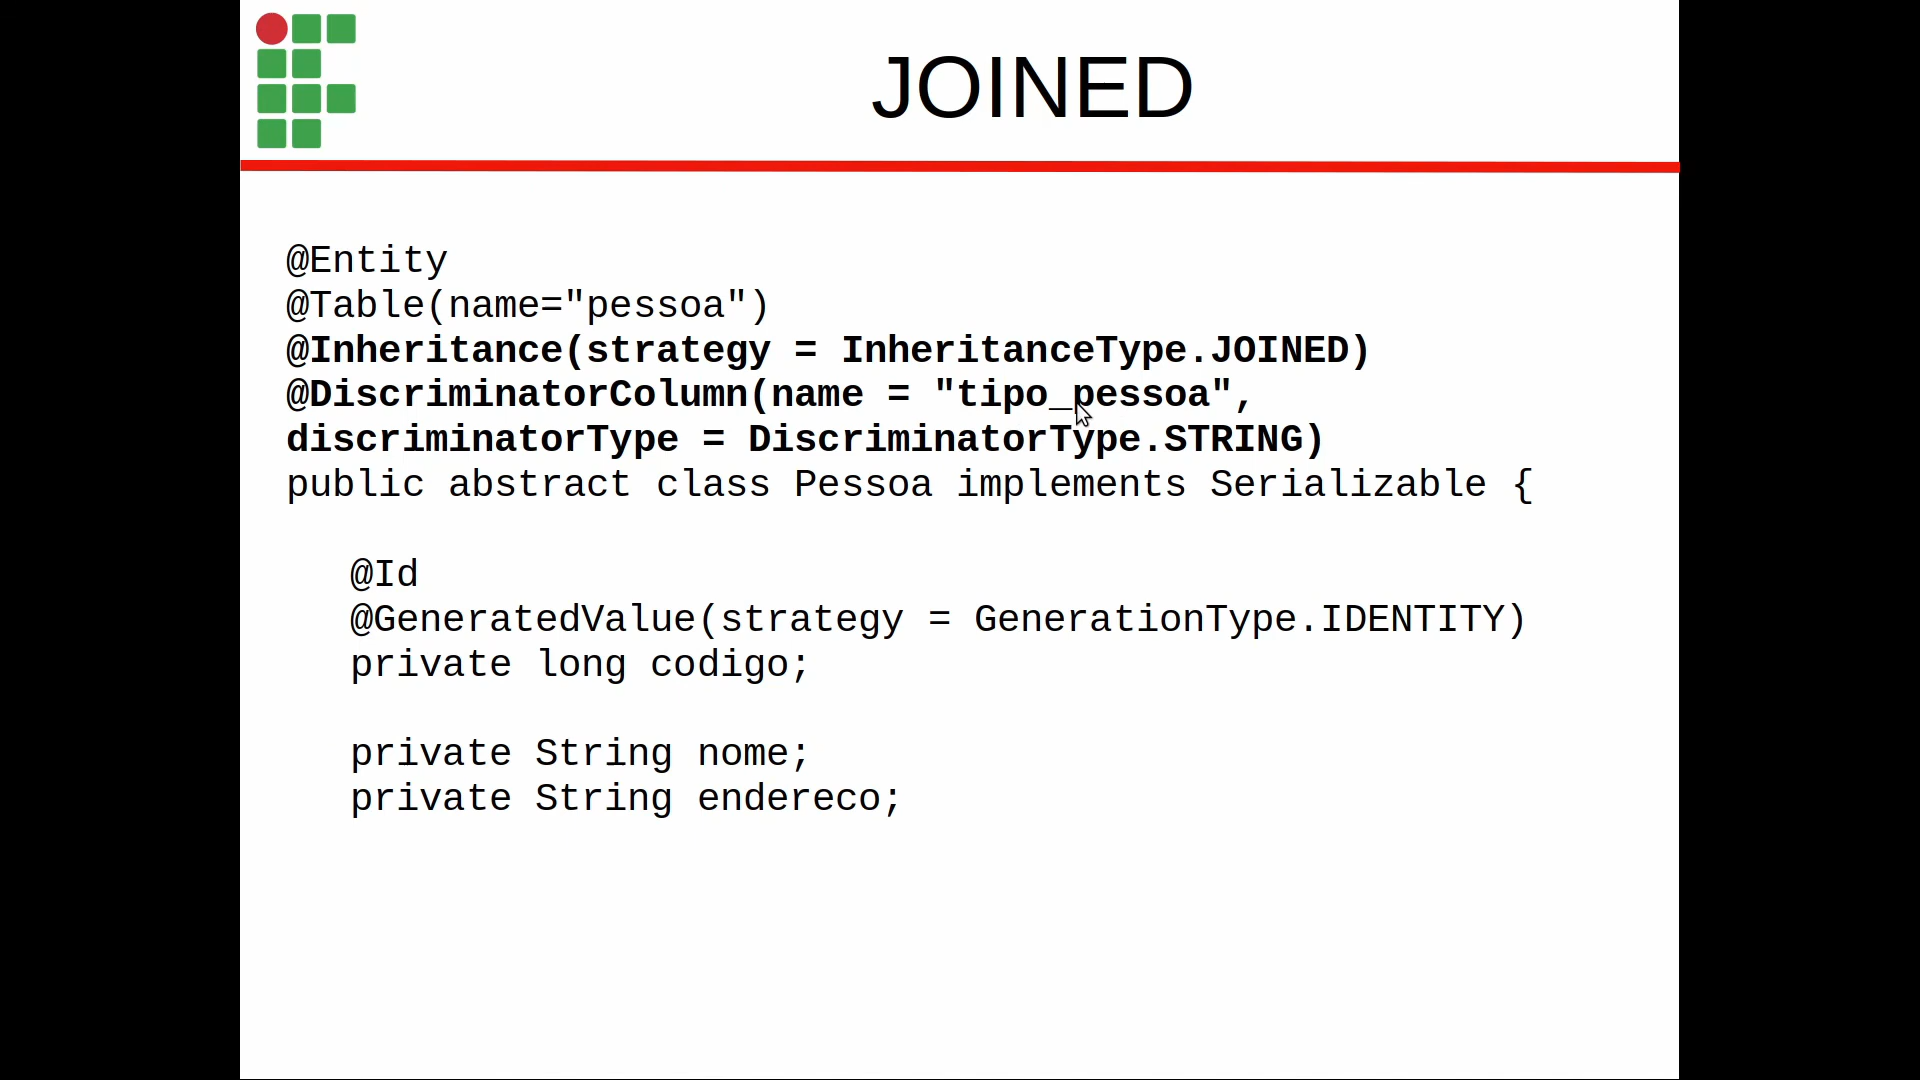 JOINED
@Entity
@Table(name="pessoa")
@Inheritance(strategy = InheritanceType.JOINED)
@DiscriminatorColumn(name = "tipo_pessoa",
discriminatorType = DiscriminatorType.STRING)
public abstract class Pessoa implements Serializable {
@Id
@GeneratedValue(strategy = GenerationType.IDENTITY)
private long codigo;
private String nome;
private String endereco;